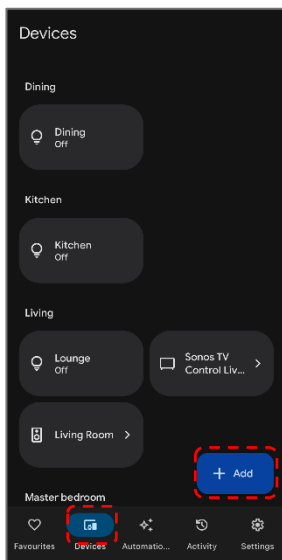 Devices
Dining
Dining
Off
Kitchen
Kitchen
Off
Living
Lounge
Off
Sonos TV
Control Liv...
Living Room
+ Add
Master bedroom
Favourites
Devices
Automatio...
Activity
Settings